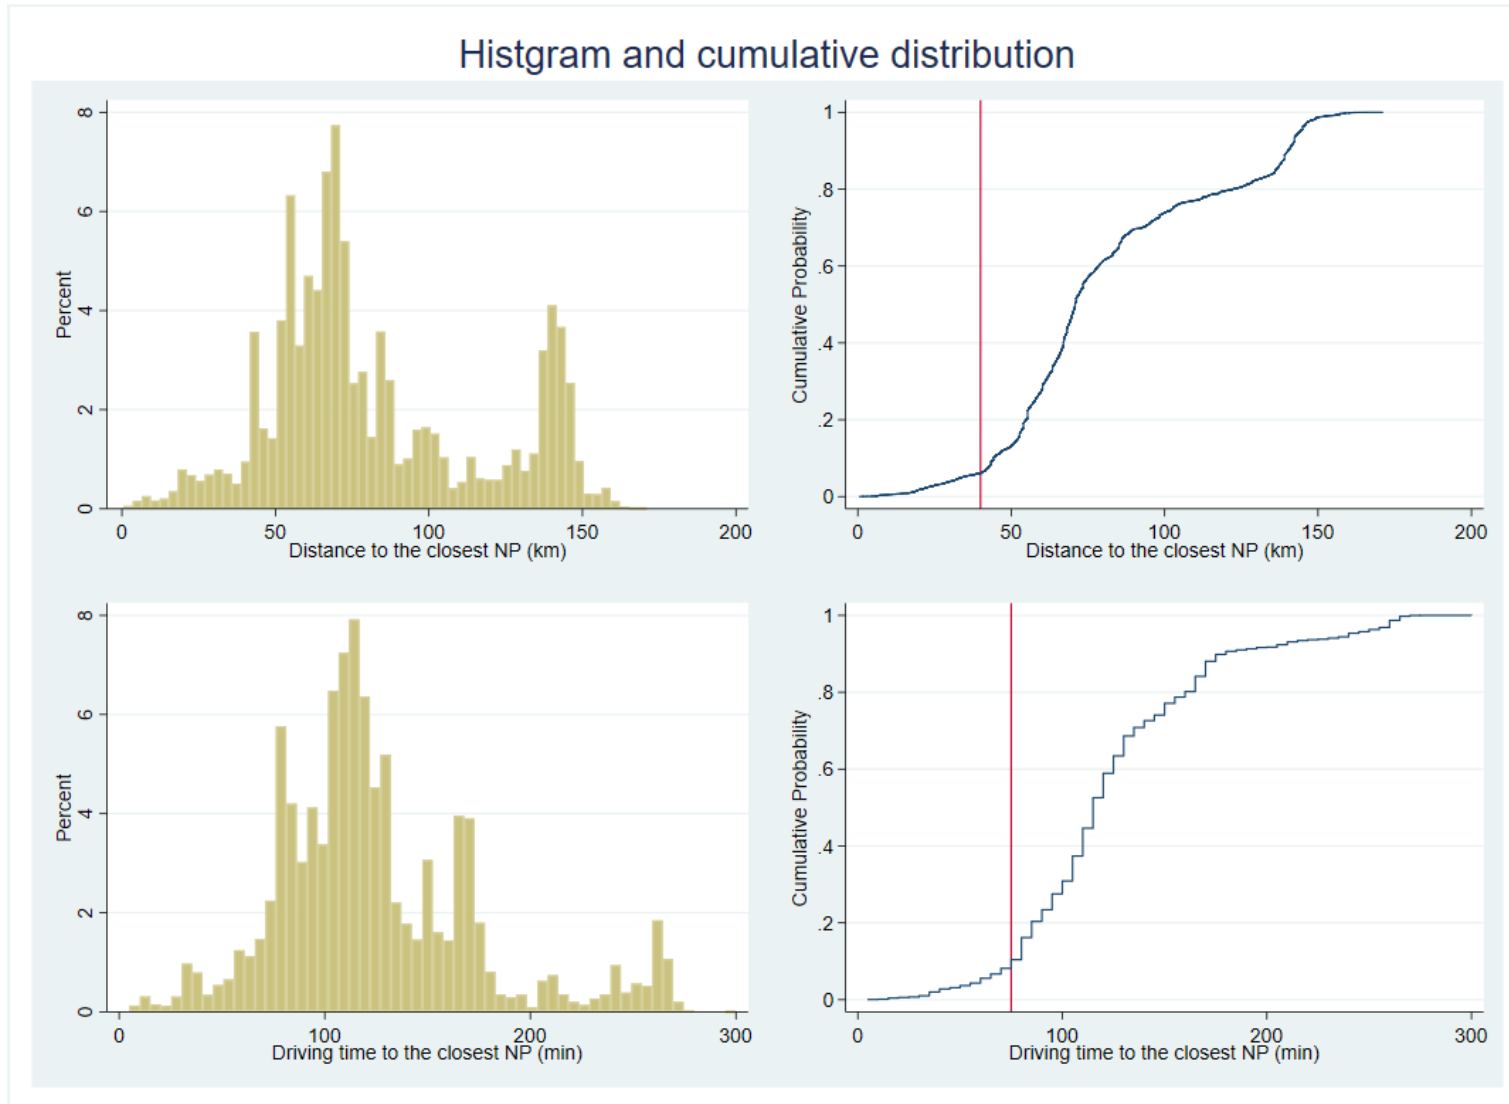 Histgram and cumulative distribution
8
6
4
2
0
Percent
0 50 100 150 200
Distance to the closest NP (km)
1
.8
.6
.4
.2
0
Cumulative Probability
0 50 100 150 200
Distance to the closest NP (km)
8
6
4
2
0
Percent
0 100 200 300
Driving time to the closest NP (min)
1
.8
.6
.4
.2
0
Cumulative Probability
0 100 200 300
Driving time to the closest NP (min)